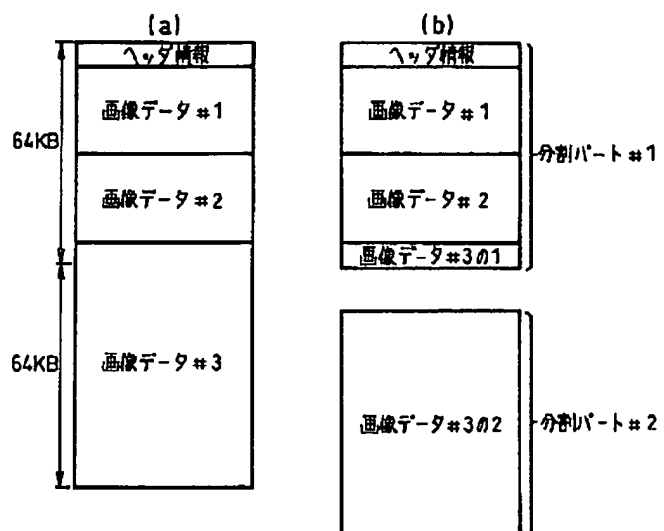 (a)
ヘッダ情報
画像データ#1
画像データ#2
画像データ#3
64KB
64KB
(b)
ヘッダ情報
画像データ#1
画像データ#2
画像データ#3の1
分割パート#1
画像データ#3の2
分割パート#2